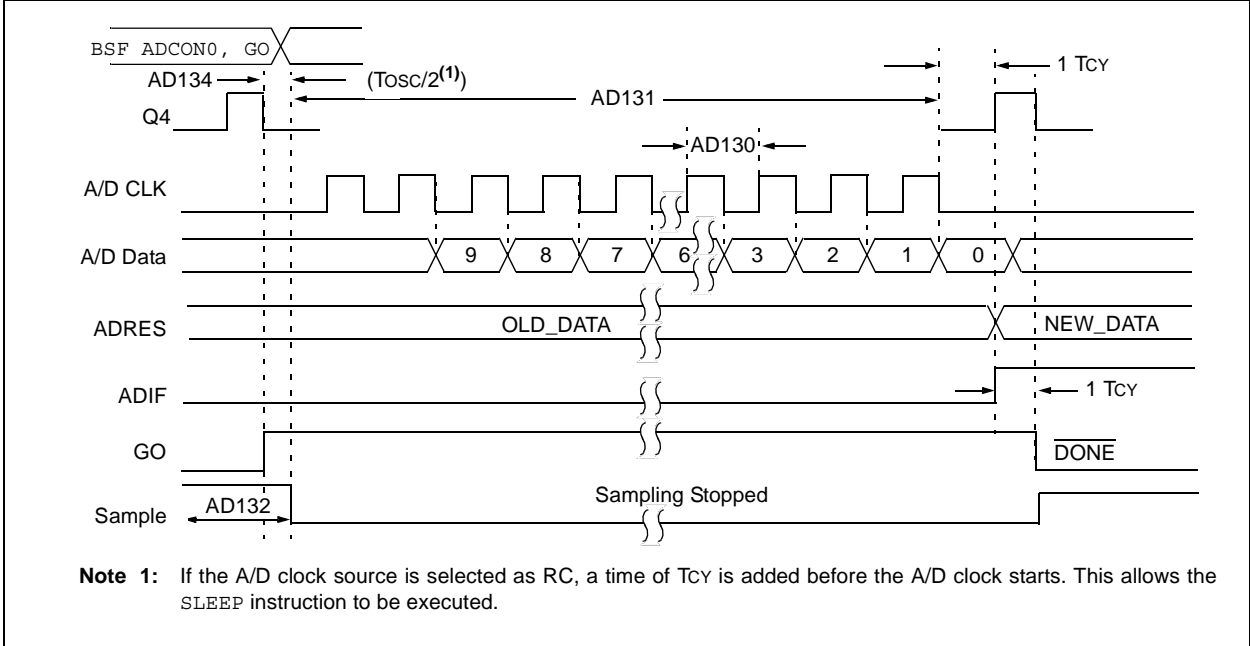 BSF ADCON0, GO
AD134
(TOSC/2(1))
1 TCY
AD131
Q4
AD130
A/D CLK
A/D Data
9 8 7 6 3 2 1 0
ADRES
OLD_DATA
NEW_DATA
ADIF
1 TCY
GO
DONE
Sample
AD132
Sampling Stopped
Note 1: If the A/D clock source is selected as RC, a time of TCY is added before the A/D clock starts. This allows the
SLEEP instruction to be executed.